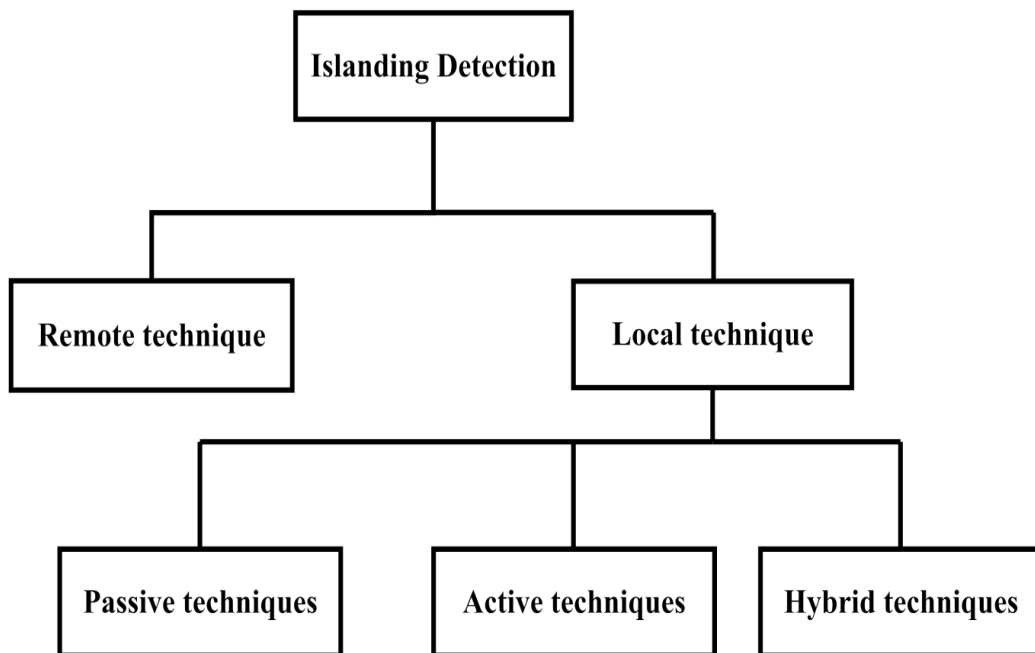 Islanding Detection
Remote technique
Local technique
Passive techniques
Active techniques
Hybrid techniques